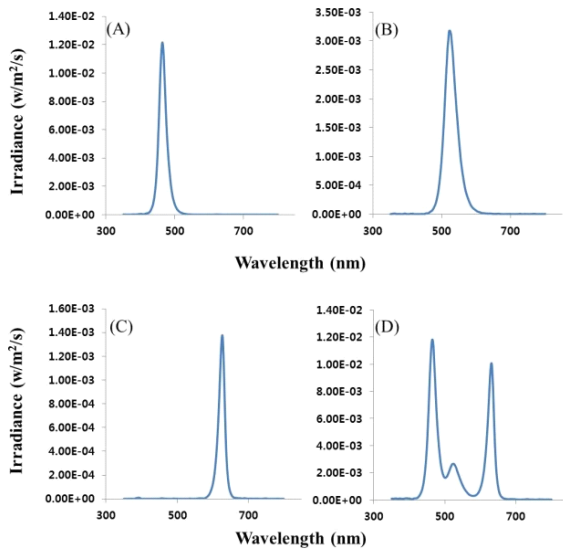 (A)
1.40E-02
1.20E-02
1.00E-02
8.00E-03
6.00E-03
4.00E-03
2.00E-03
0.00E+00
300 500 700
(B)
3.50E-03
3.00E-03
2.50E-03
2.00E-03
1.50E-03
1.00E-03
5.00E-04
0.00E+00
300 500 700
Irradiance (w/m²/s)
Wavelength (nm)
(C)
1.60E-03
1.40E-03
1.20E-03
1.00E-03
8.00E-04
6.00E-04
4.00E-04
2.00E-04
0.00E+00
300 500 700
(D)
1.40E-02
1.20E-02
1.00E-02
8.00E-03
6.00E-03
4.00E-03
2.00E-03
0.00E+00
300 500 700
Irradiance (w/m²/s)
Wavelength (nm)